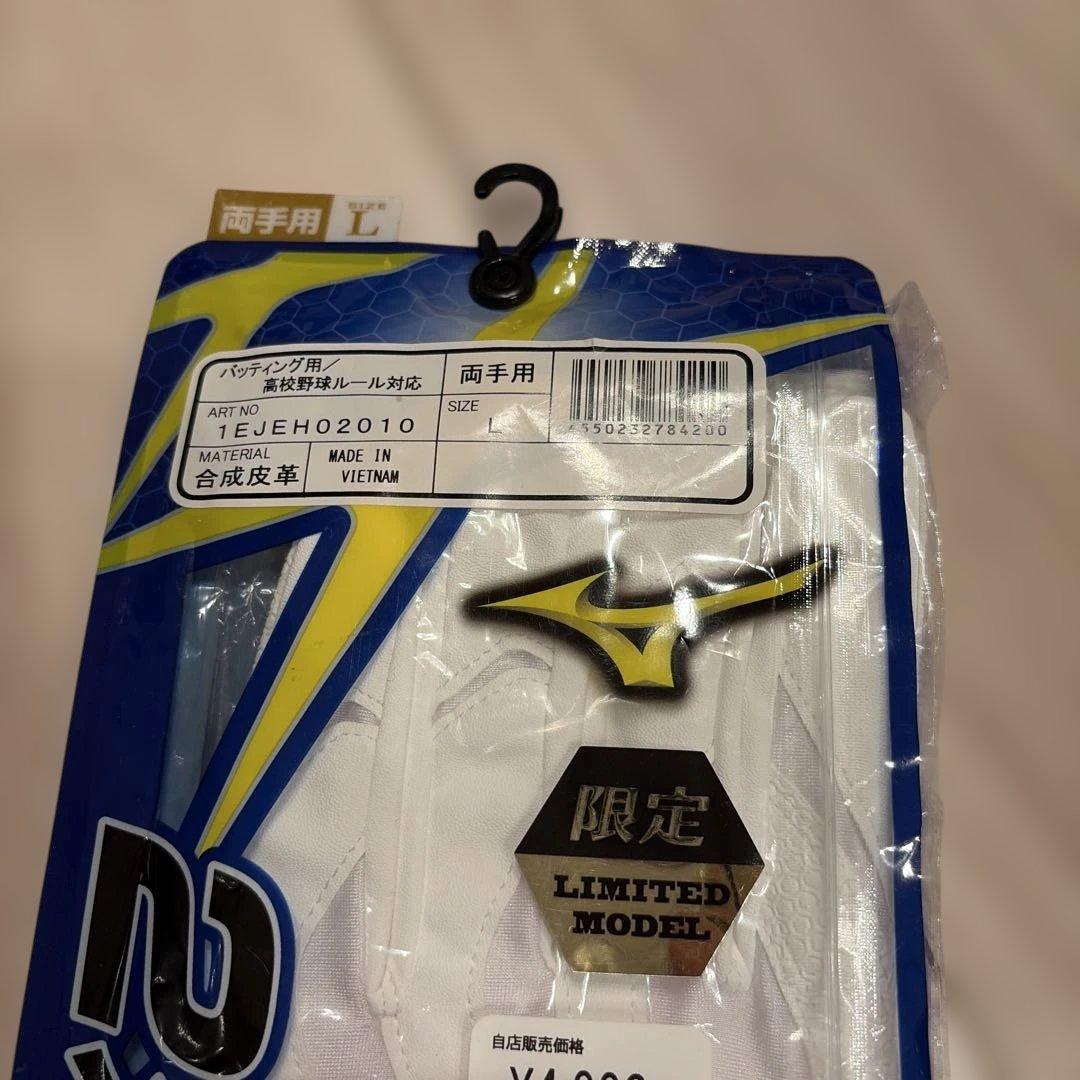 両手用
SIZE
L
バッティング用/
高校野球ルール対応
両手用
ART NO
1EJEH02010
SIZE
L
4550232784200
MATERIAL
合成皮革
MADE IN
VIETNAM
限定
LIMITED
MODEL
自店販売価格